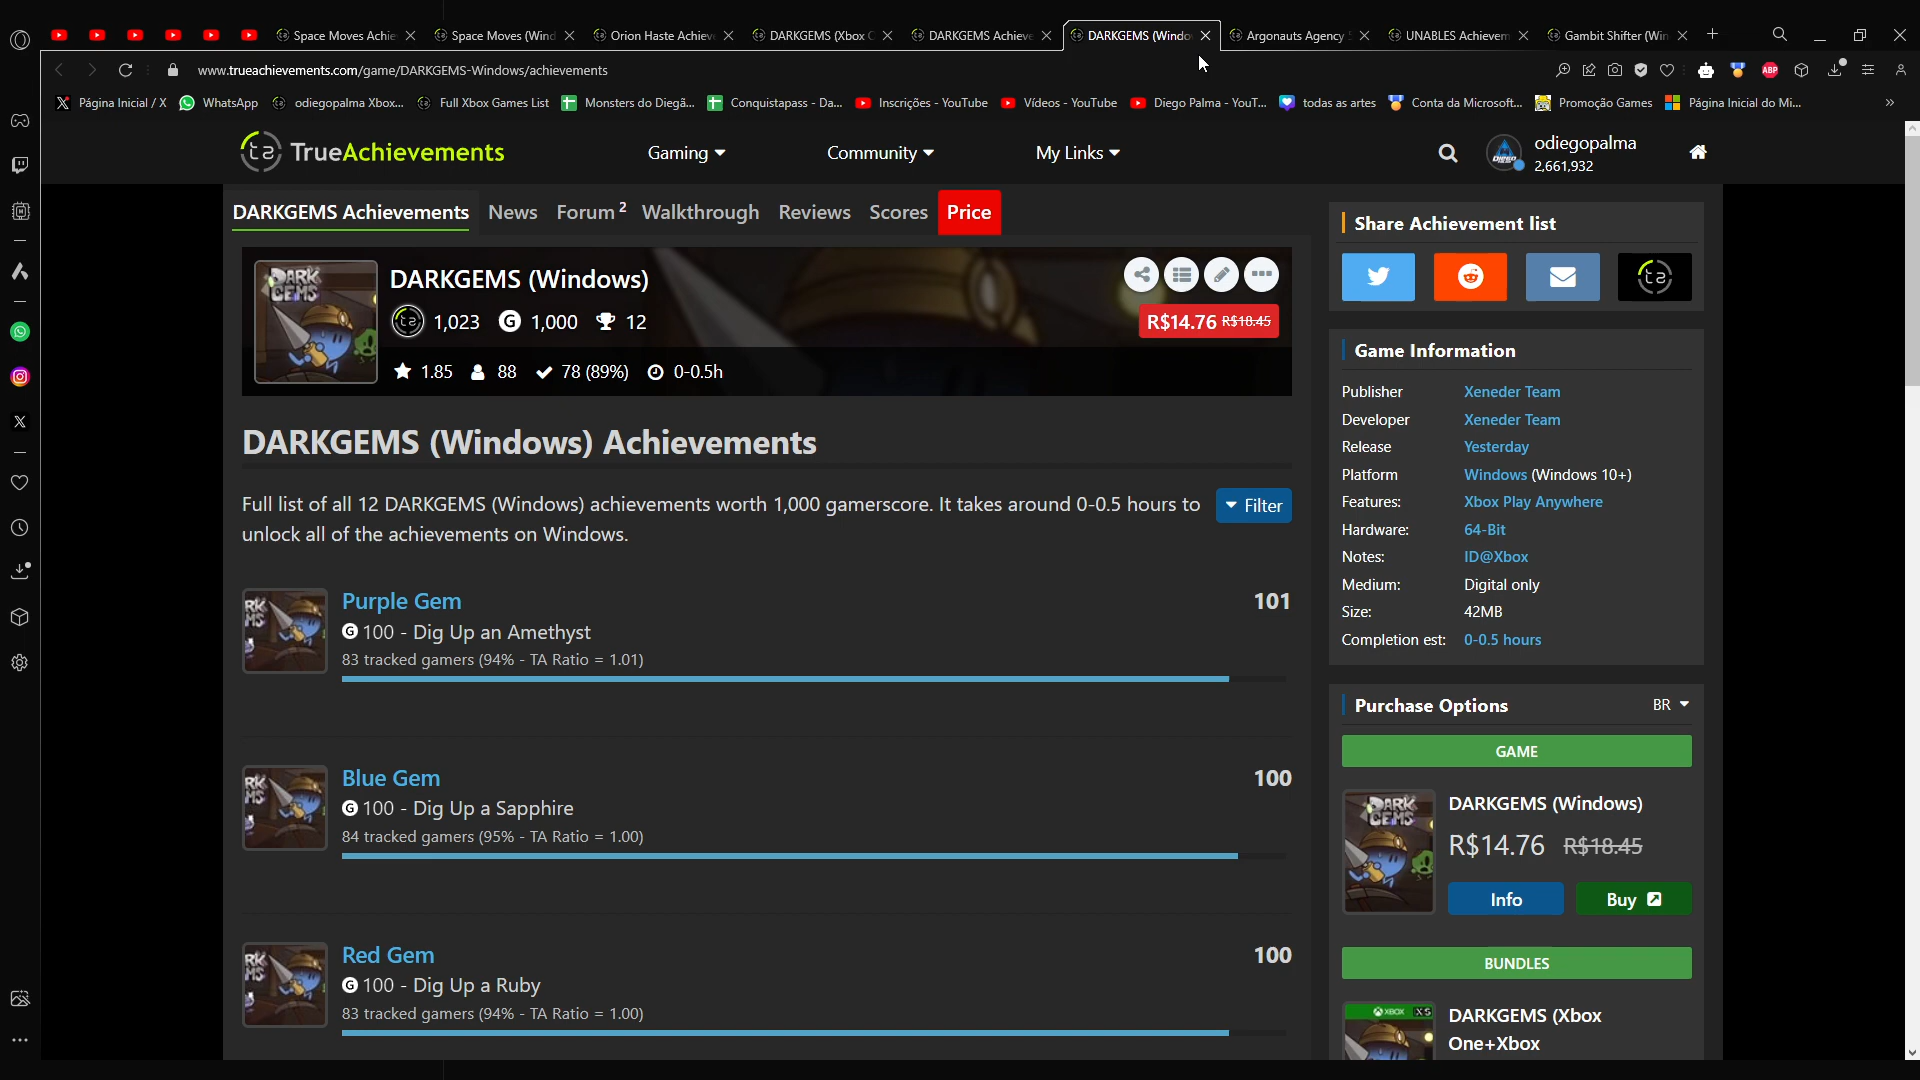 Space Moves Achie
Space Moves (Wind
Orion Haste Achiev
DARKGEMS (Xbox C
DARKGEMS Achieve
DARKGEMS (Windo
Argonauts Agency
UNABLES Achievem
Gambit Shifter (Win
www.trueachievements.com/game/DARKGEMS-Windows/achievements
ABP
Página Inicial / X
WhatsApp
odiegopalma Xbox...
Full Xbox Games List
Monsters do Diegã...
Conquistapass - Da...
Inscrições - YouTube
Vídeos - YouTube
Diego Palma - YouT...
todas as artes
Conta da Microsoft...
Promoção Games
Página Inicial do Mi...
TrueAchievements
Gaming
Community
My Links
odiegopalma
2,661,932
DARKGEMS Achievements
News
Forum 2
Walkthrough
Reviews
Scores
Price
DARK GEMS
DARKGEMS (Windows)
1,023
1,000
12
R$14.76 R$18.45
1.85
88
78 (89%)
0-0.5h
DARKGEMS (Windows) Achievements
Full list of all 12 DARKGEMS (Windows) achievements worth 1,000 gamerscore. It takes around 0-0.5 hours to
unlock all of the achievements on Windows.
Filter
Purple Gem
101
G 100 - Dig Up an Amethyst
83 tracked gamers (94% - TA Ratio = 1.01)
Blue Gem
100
G 100 - Dig Up a Sapphire
84 tracked gamers (95% - TA Ratio = 1.00)
Red Gem
100
G 100 - Dig Up a Ruby
83 tracked gamers (94% - TA Ratio = 1.00)
Share Achievement list
Game Information
Publisher Xeneder Team
Developer Xeneder Team
Release Yesterday
Platform Windows (Windows 10+)
Features: Xbox Play Anywhere
Hardware: 64-Bit
Notes: ID@Xbox
Medium: Digital only
Size: 42MB
Completion est: 0-0.5 hours
Purchase Options
BR
GAME
DARK GEMS
DARKGEMS (Windows)
R$14.76 R$18.45
Info
Buy
BUNDLES
XBOX X|S
DARKGEMS (Xbox
One+Xbox